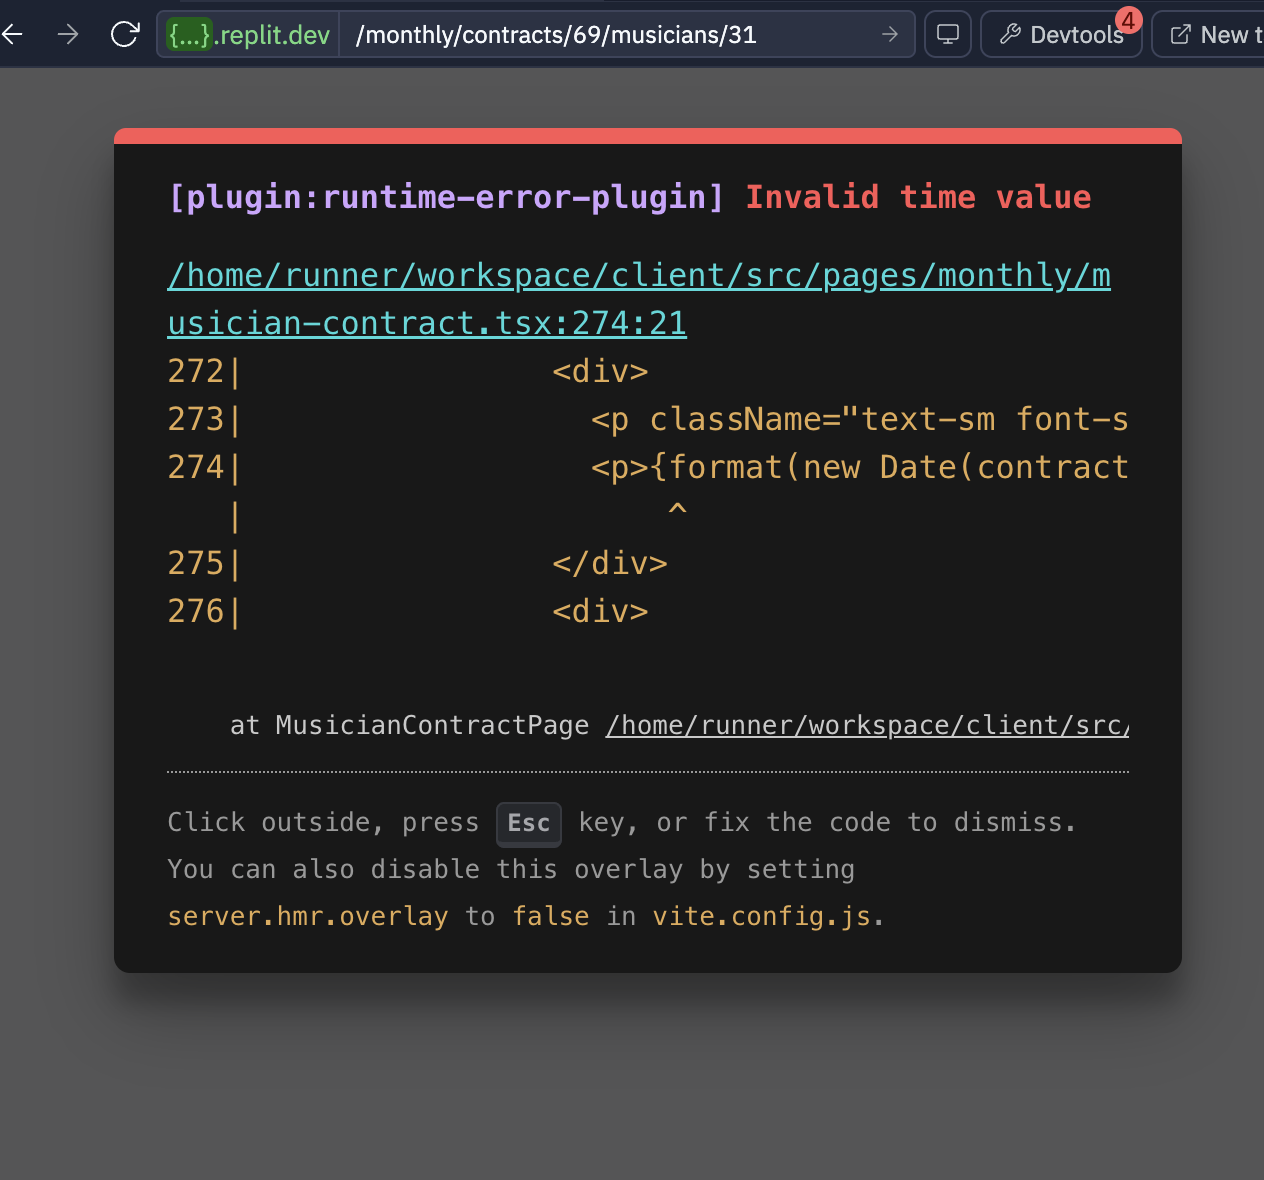 {...}.replit.dev /monthly/contracts/69/musicians/31 Devtools 4 New t
[plugin:runtime-error-plugin] Invalid time value
/home/runner/workspace/client/src/pages/monthly/m
usician-contract.tsx:274:21
272|                <div>
273|                  <p className="text-sm font-s
274|                  <p>{format(new Date(contract
   |                      ^
275|                </div>
276|                <div>
at MusicianContractPage /home/runner/workspace/client/src/
Click outside, press Esc key, or fix the code to dismiss.
You can also disable this overlay by setting
server.hmr.overlay to false in vite.config.js.